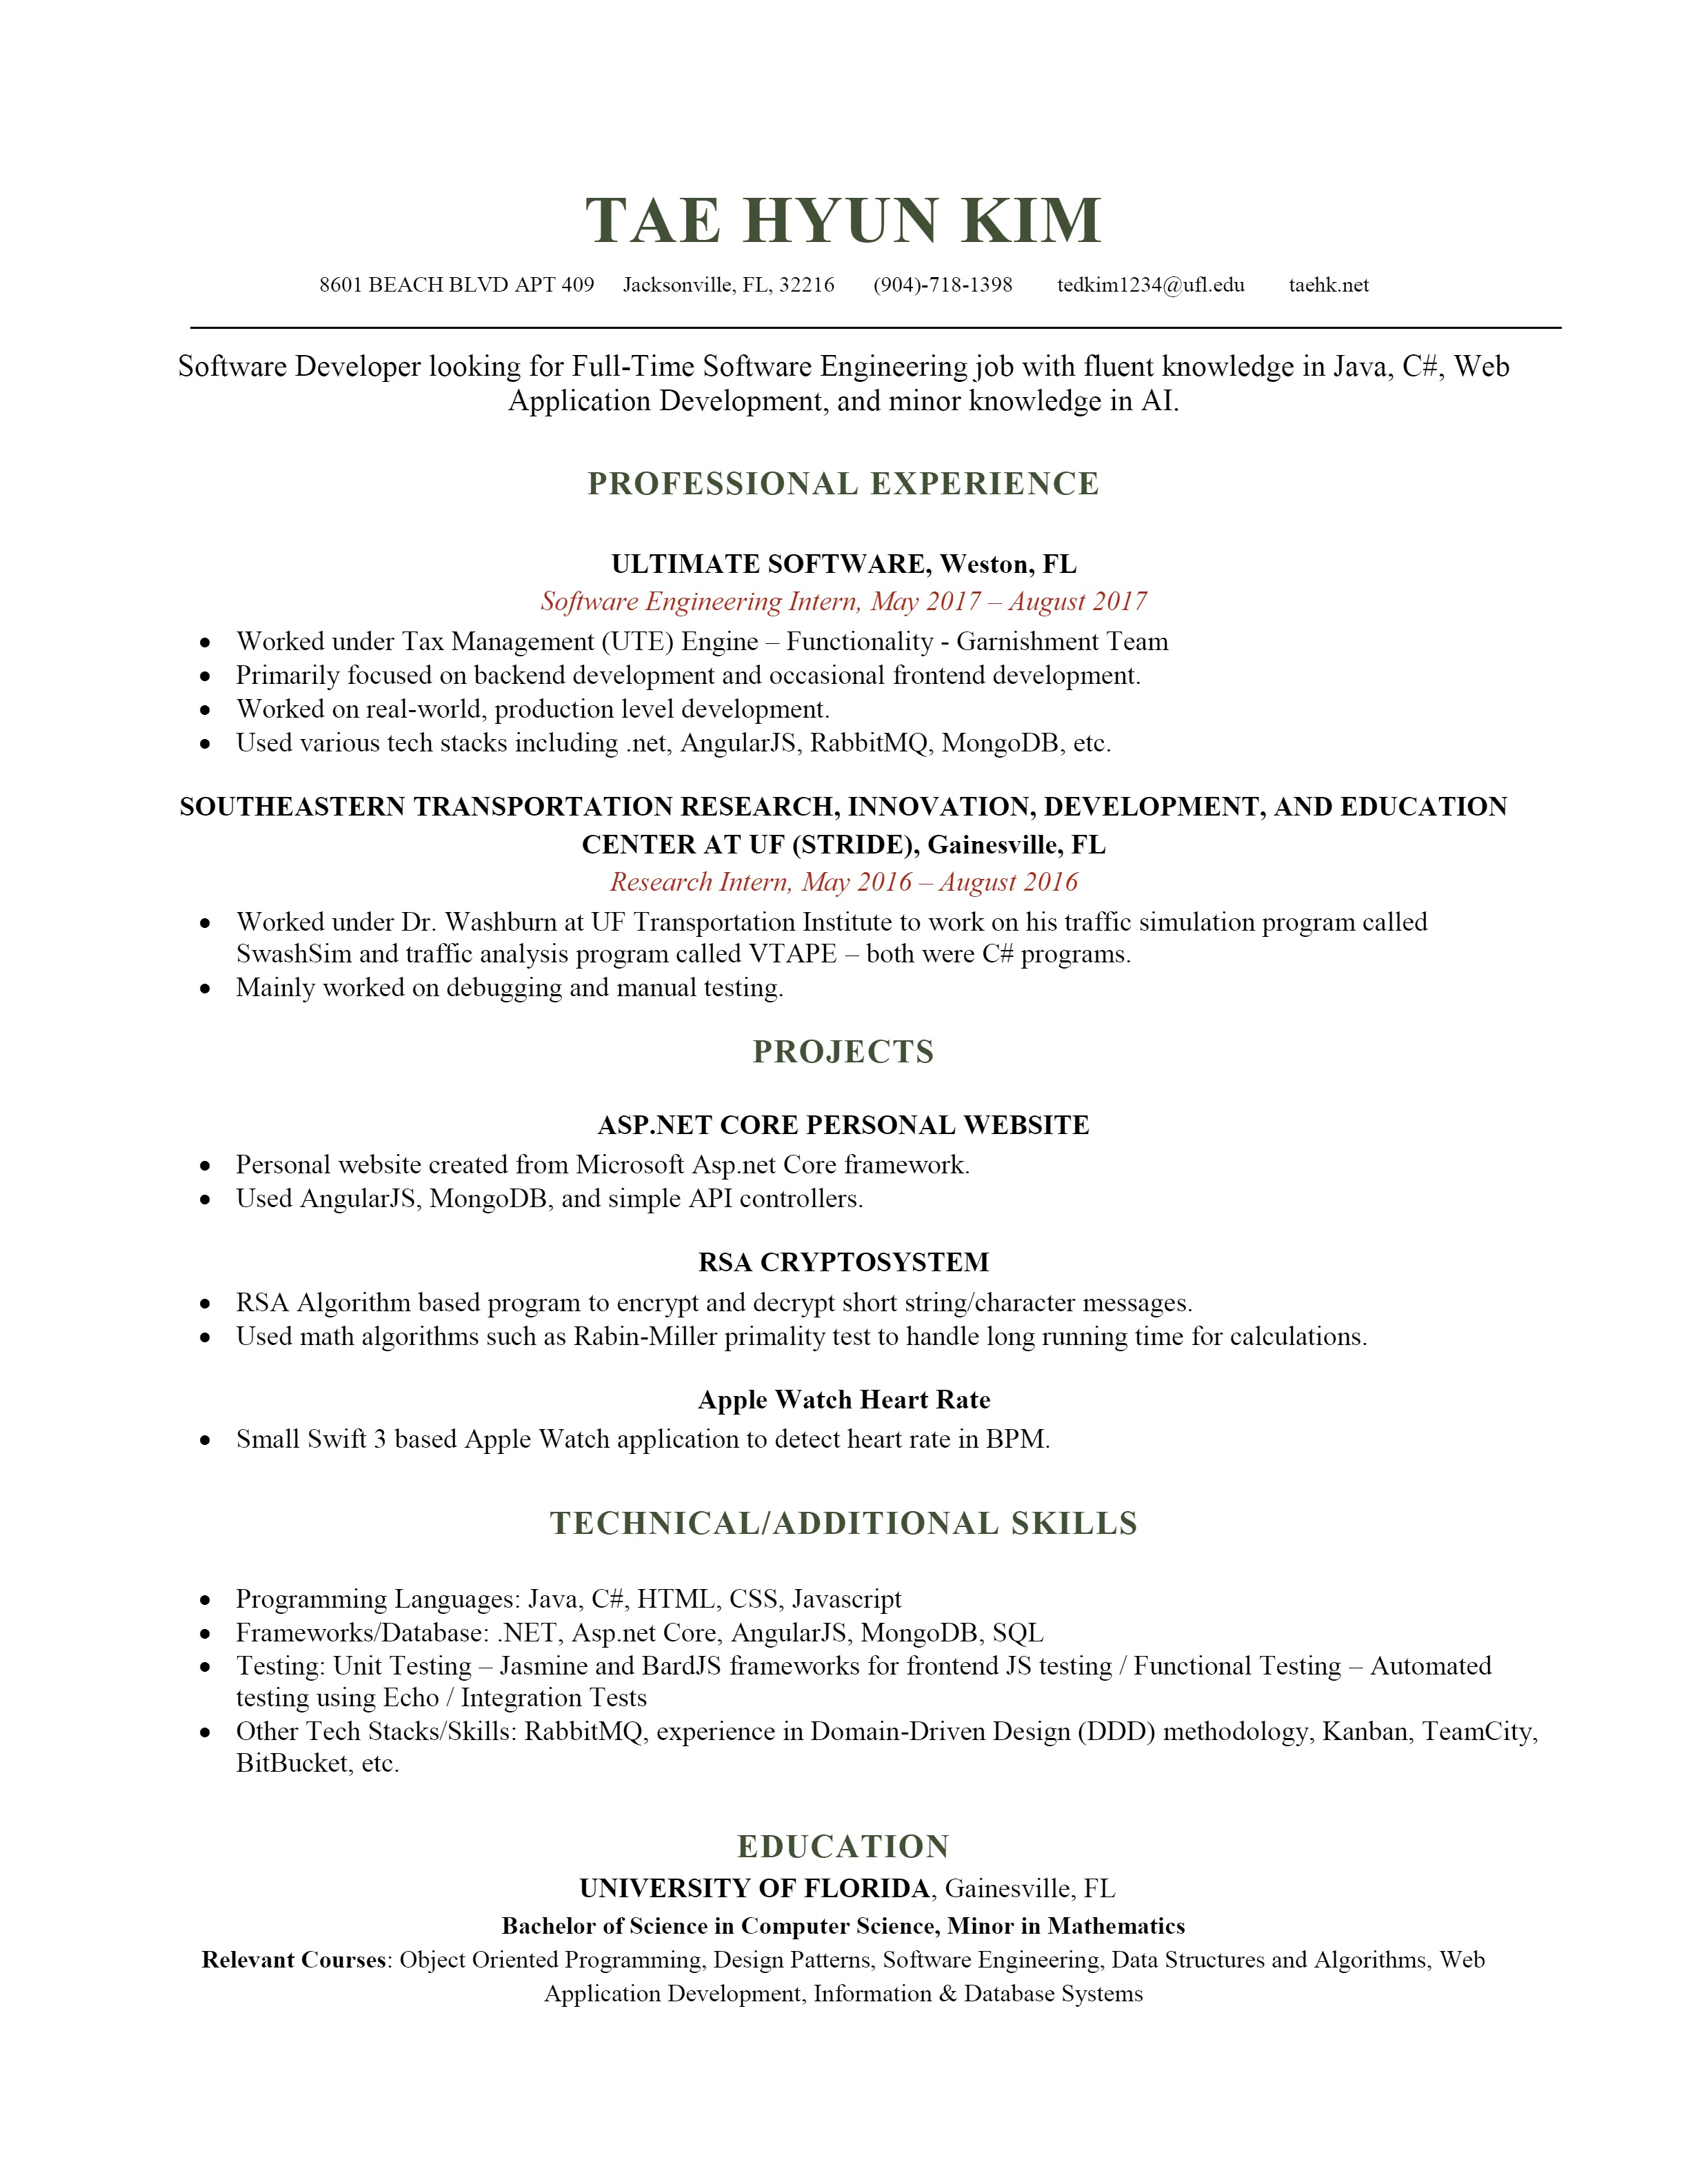 TAE HYUN KIM
8601 BEACH BLVD APT 409 Jacksonville, FL, 32216 (904)-718-1398 tedkim1234@ufl.edu taehk.net
Software Developer looking for Full-Time Software Engineering job with fluent knowledge in Java, C#, Web
Application Development, and minor knowledge in AI.
PROFESSIONAL EXPERIENCE
ULTIMATE SOFTWARE, Weston, FL
Software Engineering Intern, May 2017 – August 2017
• Worked under Tax Management (UTE) Engine – Functionality - Garnishment Team
• Primarily focused on backend development and occasional frontend development.
• Worked on real-world, production level development.
• Used various tech stacks including .net, AngularJS, RabbitMQ, MongoDB, etc.
SOUTHEASTERN TRANSPORTATION RESEARCH, INNOVATION, DEVELOPMENT, AND EDUCATION
CENTER AT UF (STRIDE), Gainesville, FL
Research Intern, May 2016 – August 2016
• Worked under Dr. Washburn at UF Transportation Institute to work on his traffic simulation program called
SwashSim and traffic analysis program called VTAPE – both were C# programs.
• Mainly worked on debugging and manual testing.
PROJECTS
ASP.NET CORE PERSONAL WEBSITE
• Personal website created from Microsoft Asp.net Core framework.
• Used AngularJS, MongoDB, and simple API controllers.
RSA CRYPTOSYSTEM
• RSA Algorithm based program to encrypt and decrypt short string/character messages.
• Used math algorithms such as Rabin-Miller primality test to handle long running time for calculations.
Apple Watch Heart Rate
• Small Swift 3 based Apple Watch application to detect heart rate in BPM.
TECHNICAL/ADDITIONAL SKILLS
• Programming Languages: Java, C#, HTML, CSS, Javascript
• Frameworks/Database: .NET, Asp.net Core, AngularJS, MongoDB, SQL
• Testing: Unit Testing – Jasmine and BardJS frameworks for frontend JS testing / Functional Testing – Automated
testing using Echo / Integration Tests
• Other Tech Stacks/Skills: RabbitMQ, experience in Domain-Driven Design (DDD) methodology, Kanban, TeamCity,
BitBucket, etc.
EDUCATION
UNIVERSITY OF FLORIDA, Gainesville, FL
Bachelor of Science in Computer Science, Minor in Mathematics
Relevant Courses: Object Oriented Programming, Design Patterns, Software Engineering, Data Structures and Algorithms, Web
Application Development, Information & Database Systems